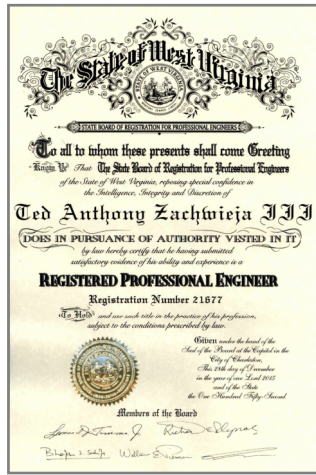 The State of West Virginia
STATE OF WEST VIRGINIA
STATE BOARD OF REGISTRATION FOR PROFESSIONAL ENGINEERS
To all to whom these presents shall come Greeting
Know Ye That The State Board of Registration for Professional Engineers
of the State of West Virginia, reposing special confidence in
the Intelligence, Integrity and Discretion of
Ted Anthony Zachwieja III
DOES IN PURSUANCE OF AUTHORITY VESTED IN IT
by law hereby certify that he having submitted
satisfactory evidence of his ability and experience is a
REGISTERED PROFESSIONAL ENGINEER
Registration Number 21677
To Hold and use such title in the practice of his profession,
subject to the conditions prescribed by law.
Given under the hand of the
Seal of the Board at the Capitol in the
City of Charleston,
This 28th day of December
in the year of our Lord 2015
and of the State
the One Hundred Fifty-Second
Members of the Board